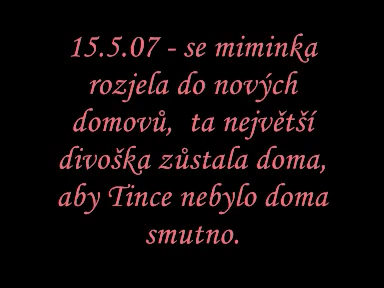 15.5.07 - se miminka
rozjela do nových
domovů, ta největší
divoška zůstala doma,
aby Tince nebylo doma
smutno.